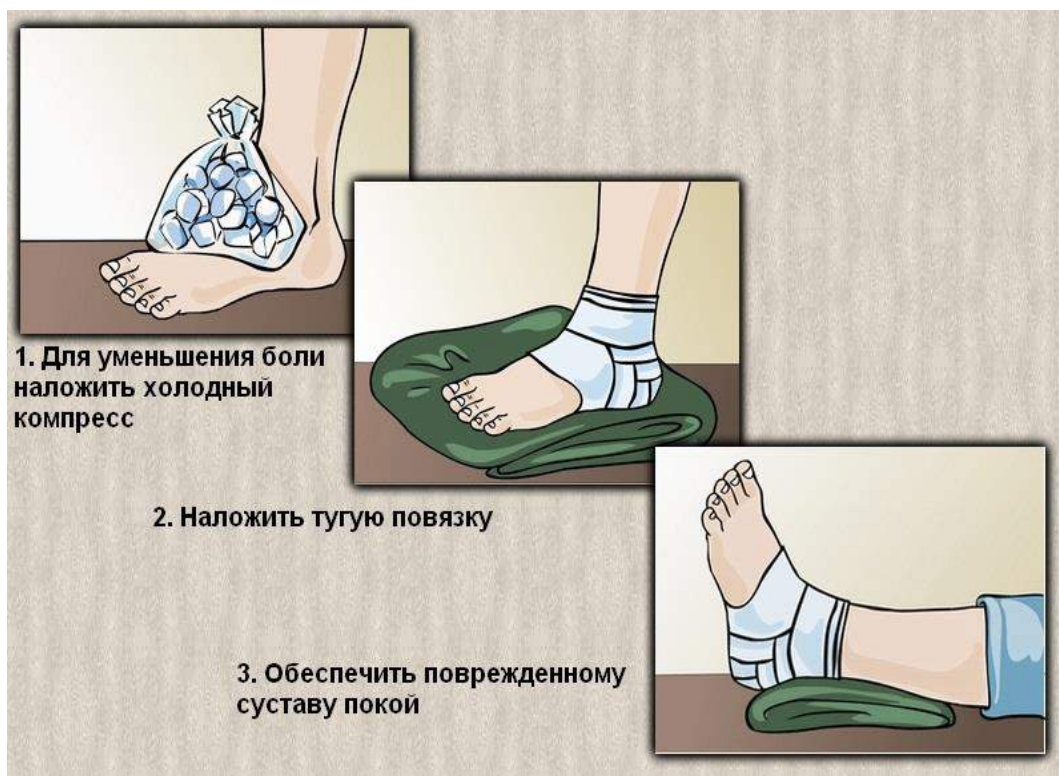 1. Для уменьшения боли
наложить холодный
компресс
2. Наложить тугую повязку
3. Обеспечить поврежденному
суставу покой